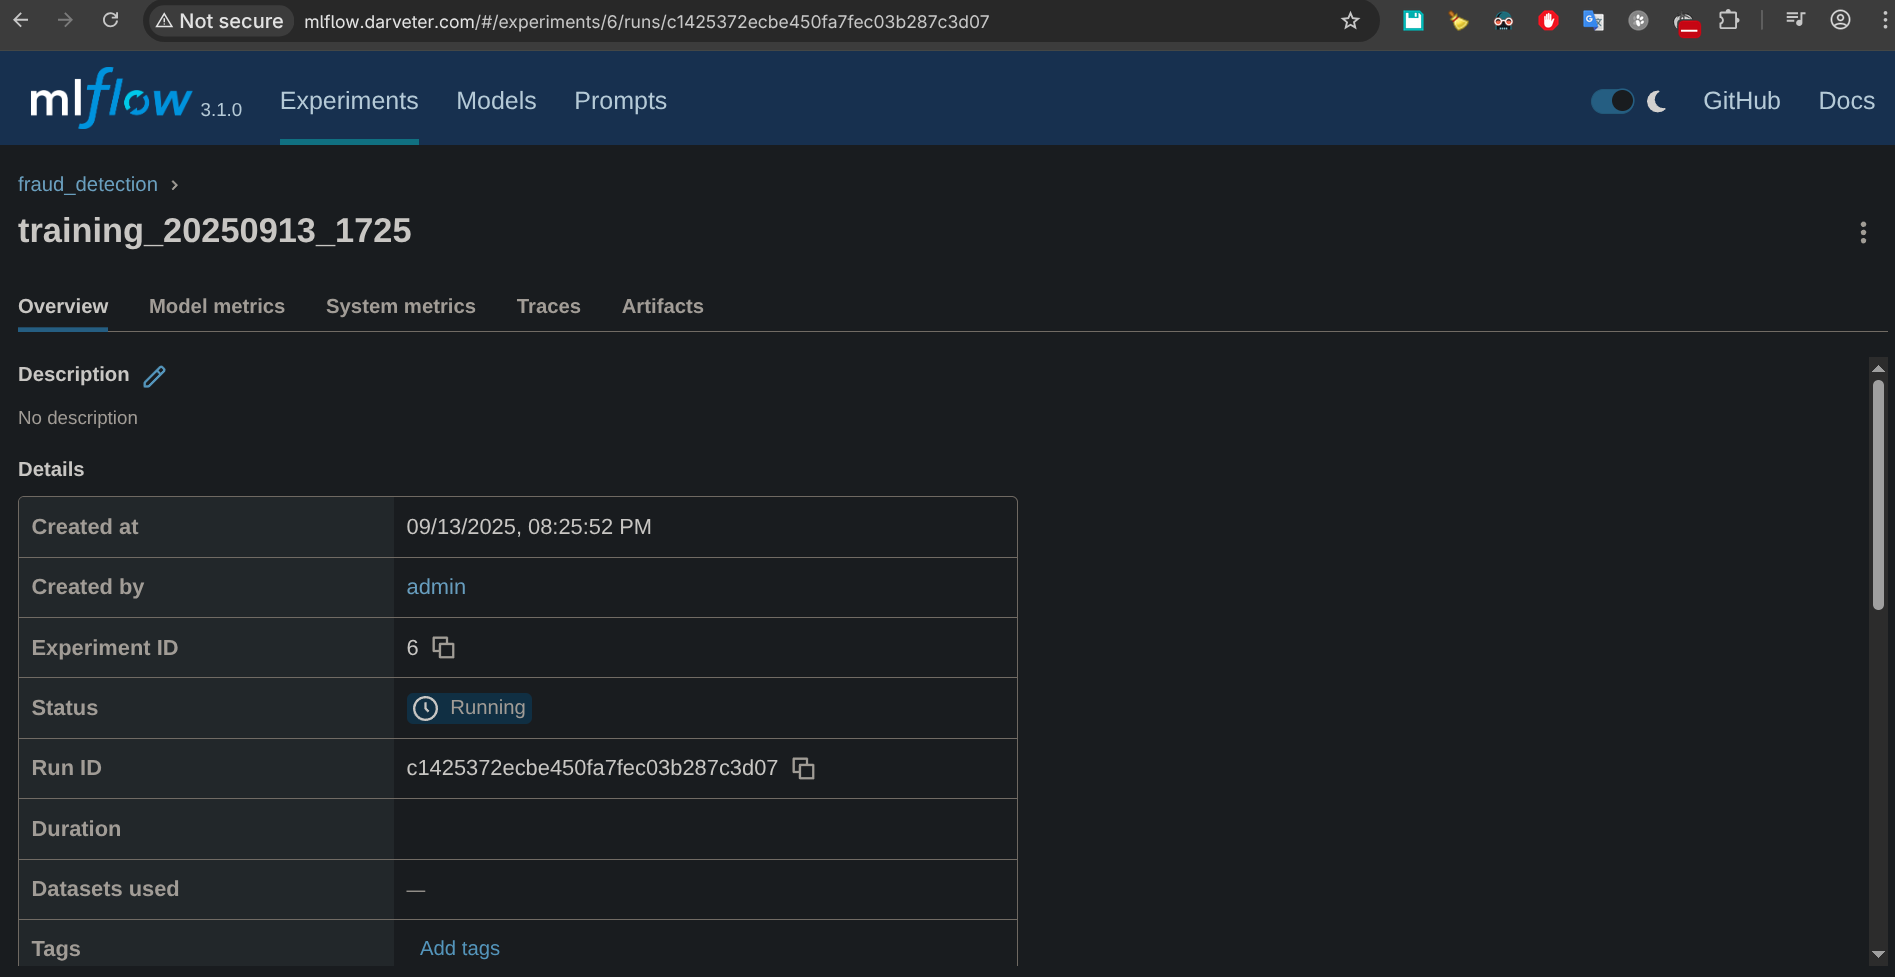 Not secure mlflow.darveter.com/#/experiments/6/runs/c1425372ecbe450fa7fec03b287c3d07
mlflow 3.1.0 Experiments Models Prompts GitHub Docs
fraud_detection
training_20250913_1725
Overview Model metrics System metrics Traces Artifacts
Description
No description
Details
Created at 09/13/2025, 08:25:52 PM
Created by admin
Experiment ID 6
Status Running
Run ID c1425372ecbe450fa7fec03b287c3d07
Duration
Datasets used —
Tags Add tags